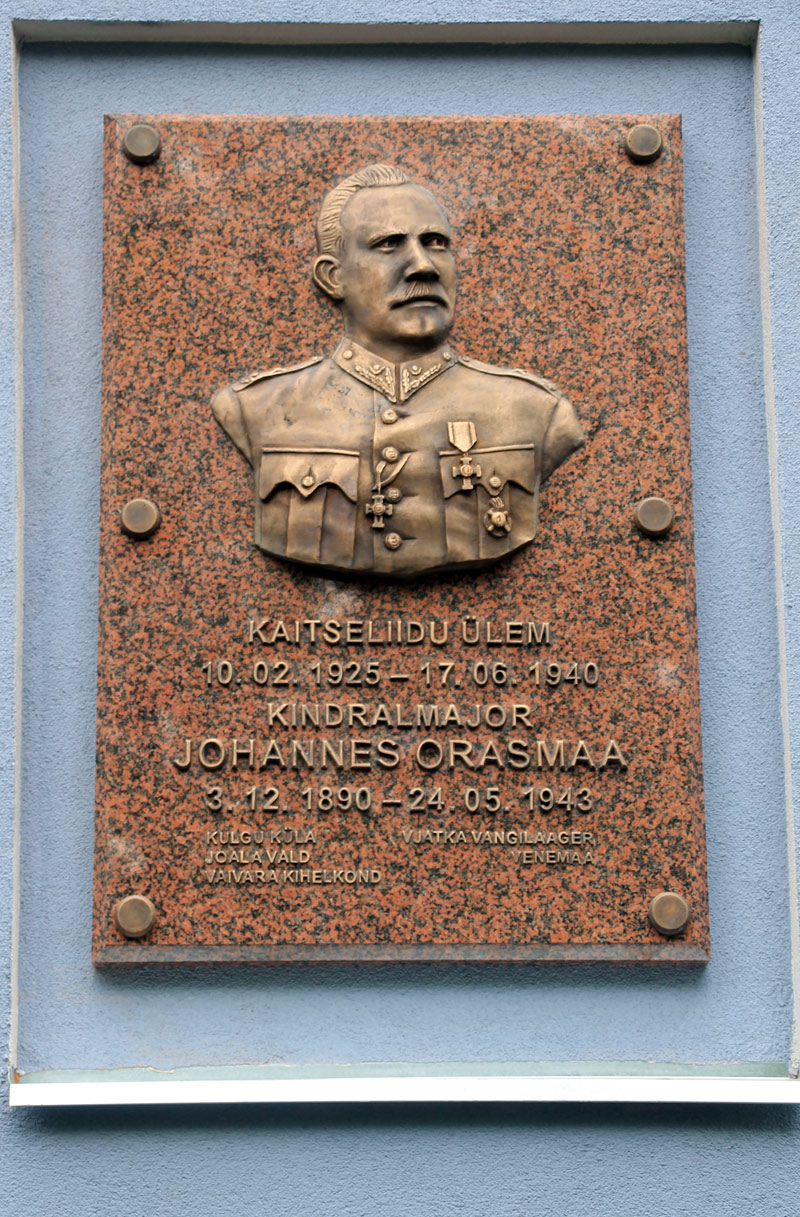 KAITSELIIDU ÜLEM
10. 02. 1925 – 17. 06. 1940
KINDRALMAJOR
JOHANNES ORASMAA
3. 12. 1890 – 24. 05. 1943
KULGU KÜLA VJATKA VANGILAAGER
JOALA VALD VENEMAA
VAIVARA KIHELKOND